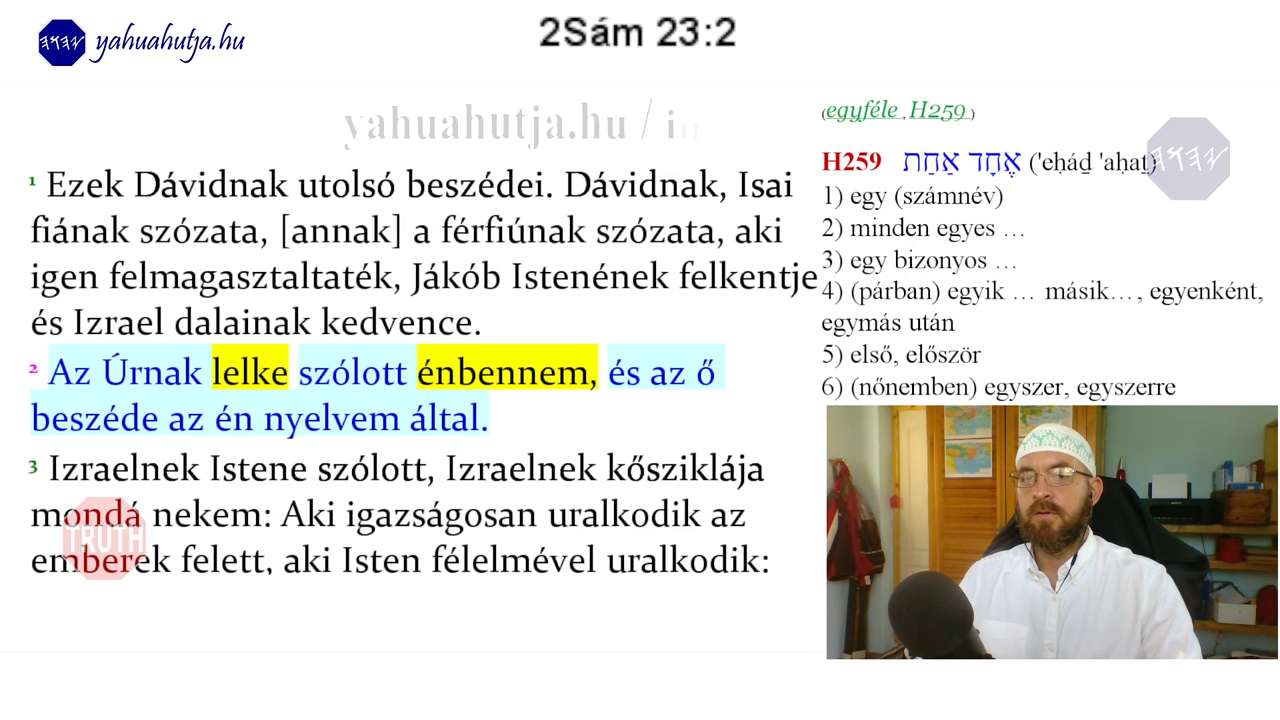 yahuahutja.hu
2Sám 23:2
yahuahutja.hu / in
1 Ezek Dávidnak utolsó beszédei. Dávidnak, Isai
fiának szózata, [annak] a férfiúnak szózata, aki
igen felmagasztaltaték, Jákób Istenének felkentje
és Izrael dalainak kedvence.
2 Az Úrnak lelke szólott énbennem, és az ő
beszéde az én nyelvem által.
3 Izraelnek Istene szólott, Izraelnek kősziklája
mondá nekem: Aki igazságosan uralkodik az
emberek felett, aki Isten félelmével uralkodik:
TRUTH
(egyféle , H259 )
H259 אֶחָד אַחַת ('eḥáḏ 'aḥaṯ)
1) egy (számnév)
2) minden egyes …
3) egy bizonyos …
4) (párban) egyik … másik…, egyenként,
egymás után
5) első, először
6) (nőnemben) egyszer, egyszerre